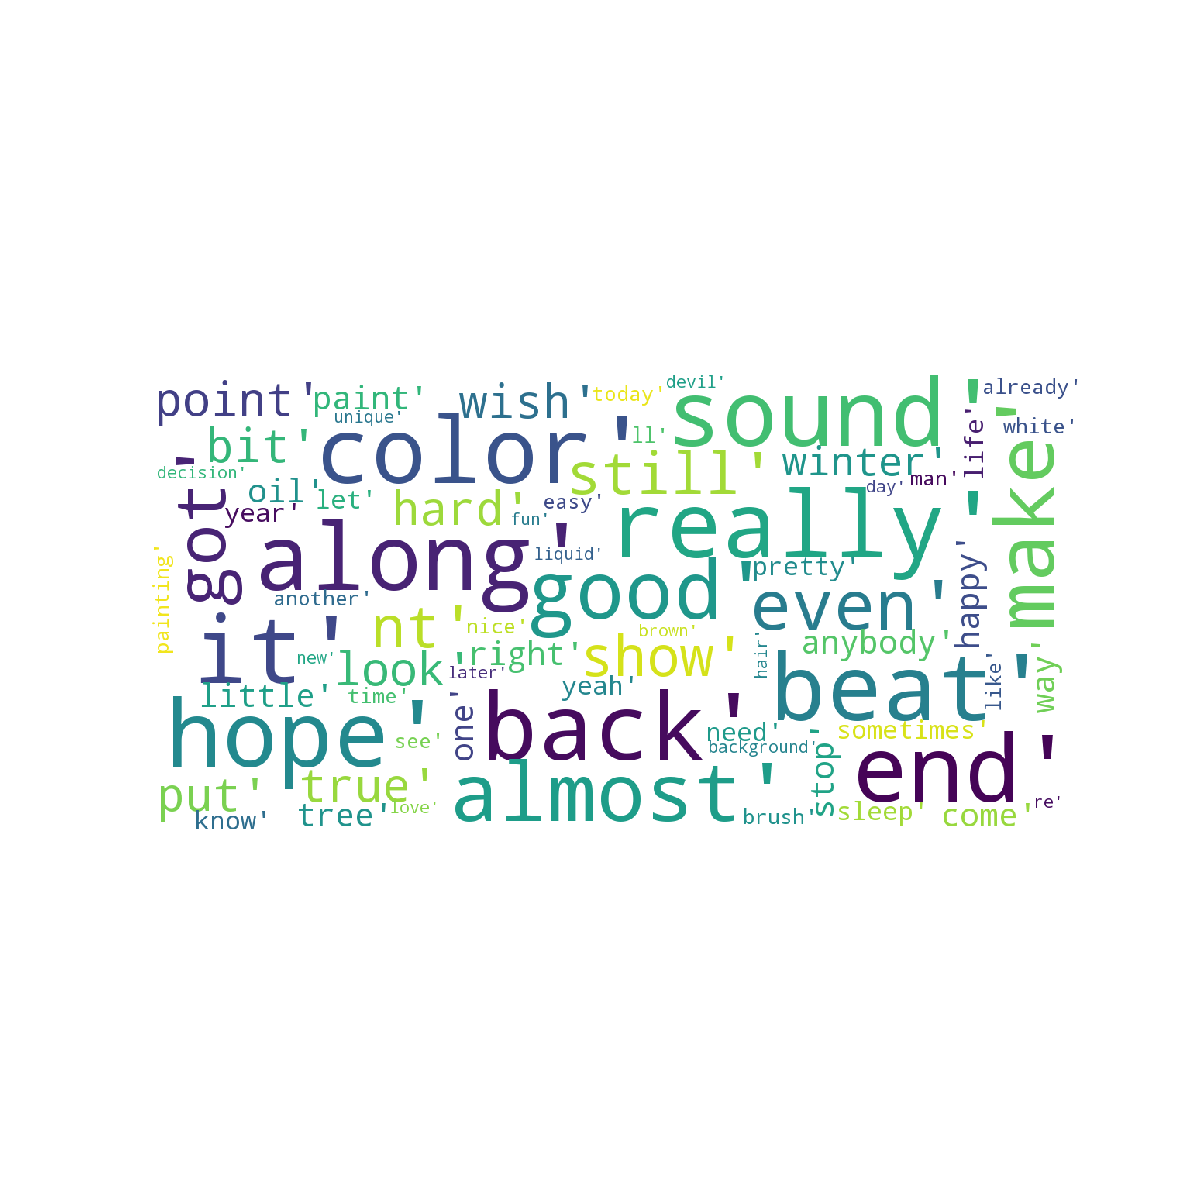 point'
paint'
wish'
today'
devil'
sound'
already'
unique'
color'
ll'
life'
white'
bit'
make'
decision'
still'
winter'
man'
day'
oil'
let'
hard'
easy'
really'
got'
year'
fun'
along'
liquid'
good'
pretty'
even'
happy'
painting'
another'
it'
nt'
nice'
brown'
anybody'
new'
look'
right'
show'
hair'
beat'
like'
way'
later'
little'
time'
yeah'
hope'
see'
one'
back'
need'
background'
sometimes'
stop'
end'
put'
true'
almost'
know'
tree'
love'
brush'
sleep'
come'
re'